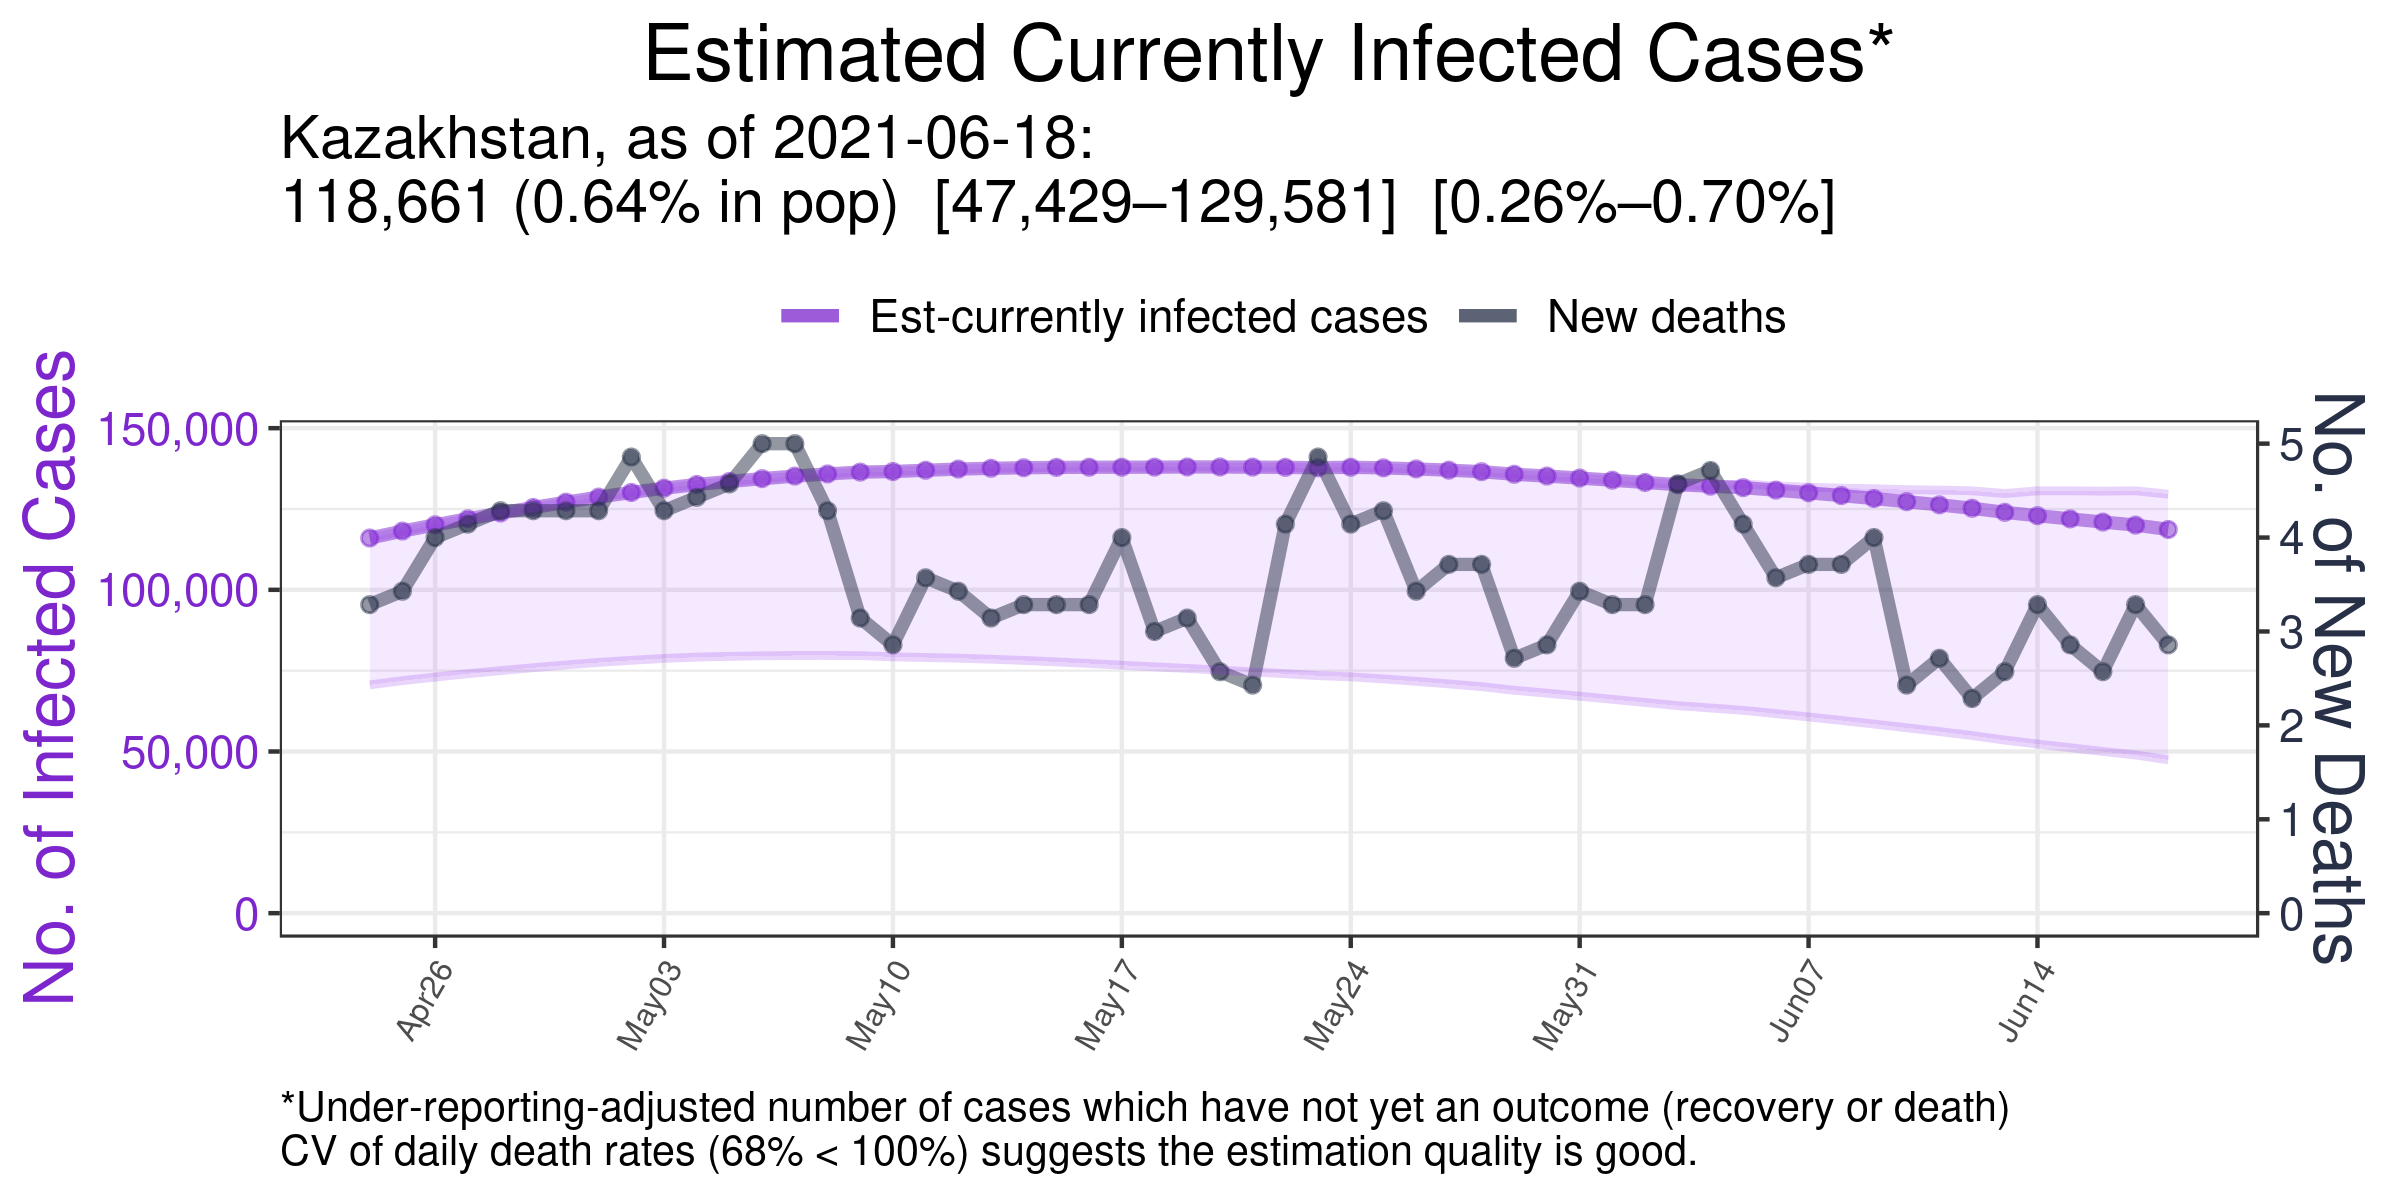 Estimated Currently Infected Cases*
Kazakhstan, as of 2021-06-18:
118,661 (0.64% in pop)  [47,429–129,581]  [0.26%–0.70%]
Est-currently infected cases
New deaths
No. of Infected Cases
150,000
100,000
50,000
0
5
4
3
2
1
0
No. of New Deaths
Apr26
May03
May10
May17
May24
May31
Jun07
Jun14
*Under-reporting-adjusted number of cases which have not yet an outcome (recovery or death)
CV of daily death rates (68% < 100%) suggests the estimation quality is good.